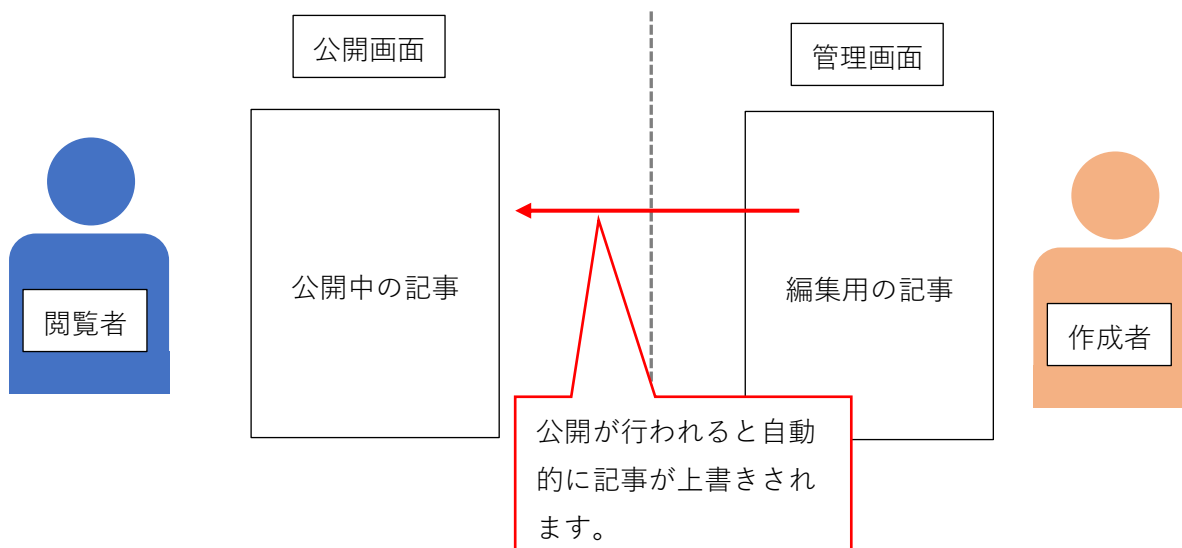 公開画面
管理画面
公開中の記事
編集用の記事
閲覧者
作成者
公開が行われると自動
的に記事が上書きされ
ます。